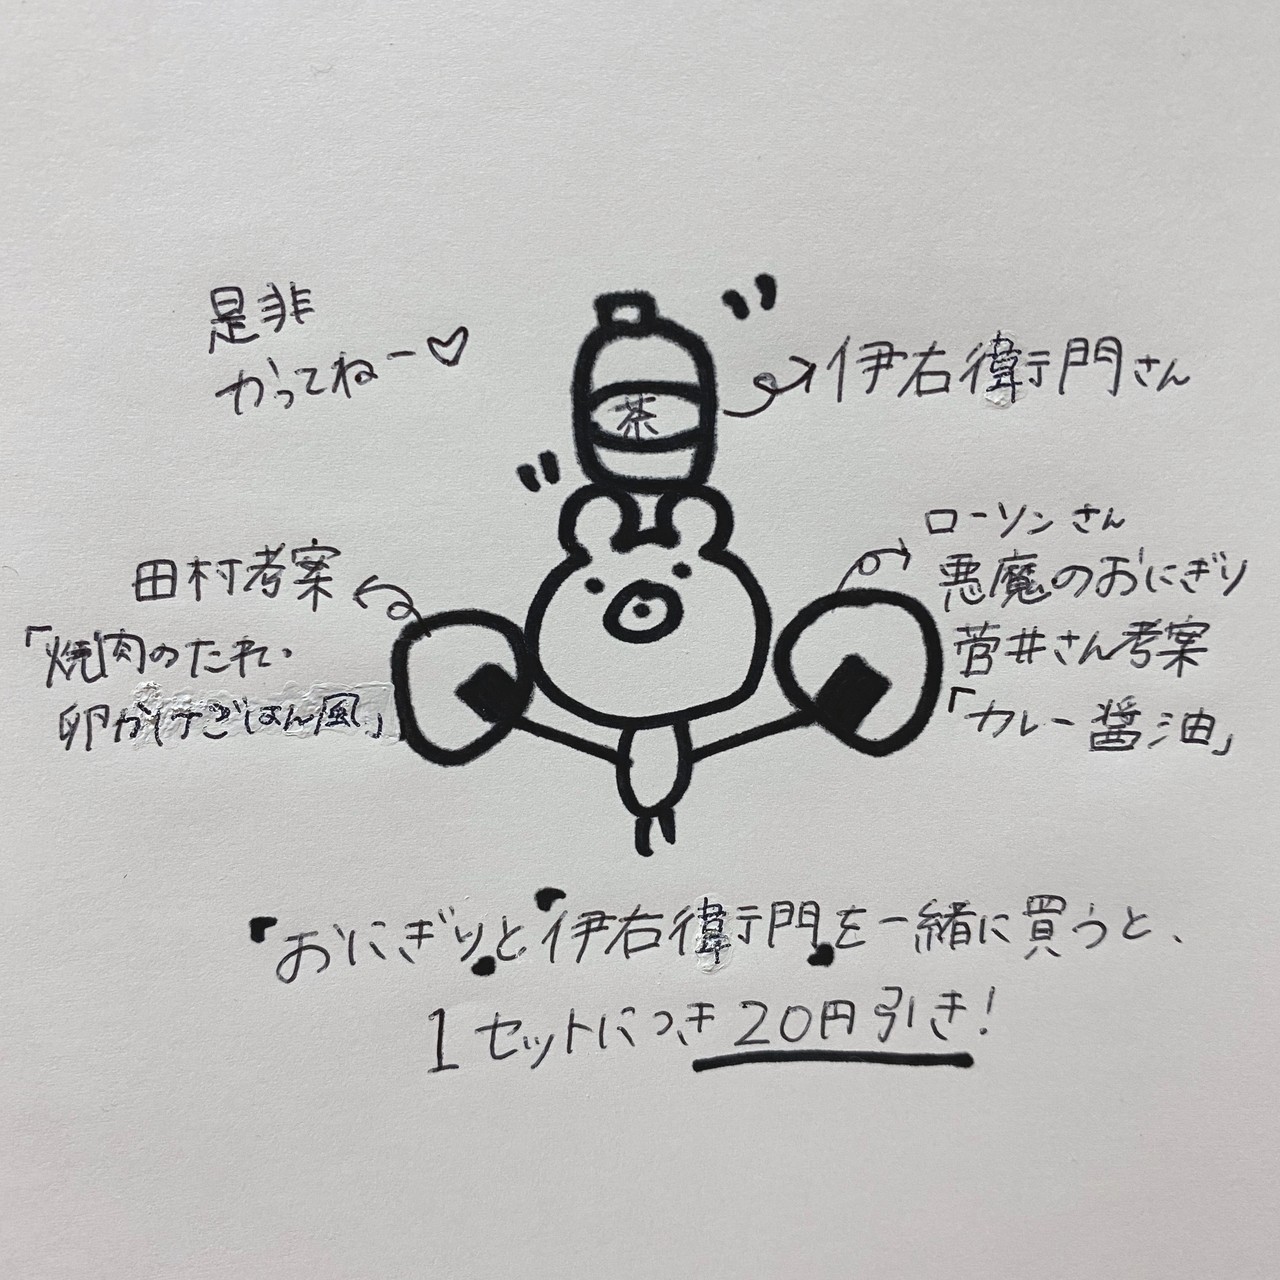 是非
かってねー♡
茶
伊右衛門さん
田村考案
「焼肉のたれ・
卵かけごはん風」
ローソンさん
悪魔のおにぎり
菅井さん考案
「カレー醤油」
「おにぎり」と「伊右衛門」を一緒に買うと、
1セットにつき20円引き!